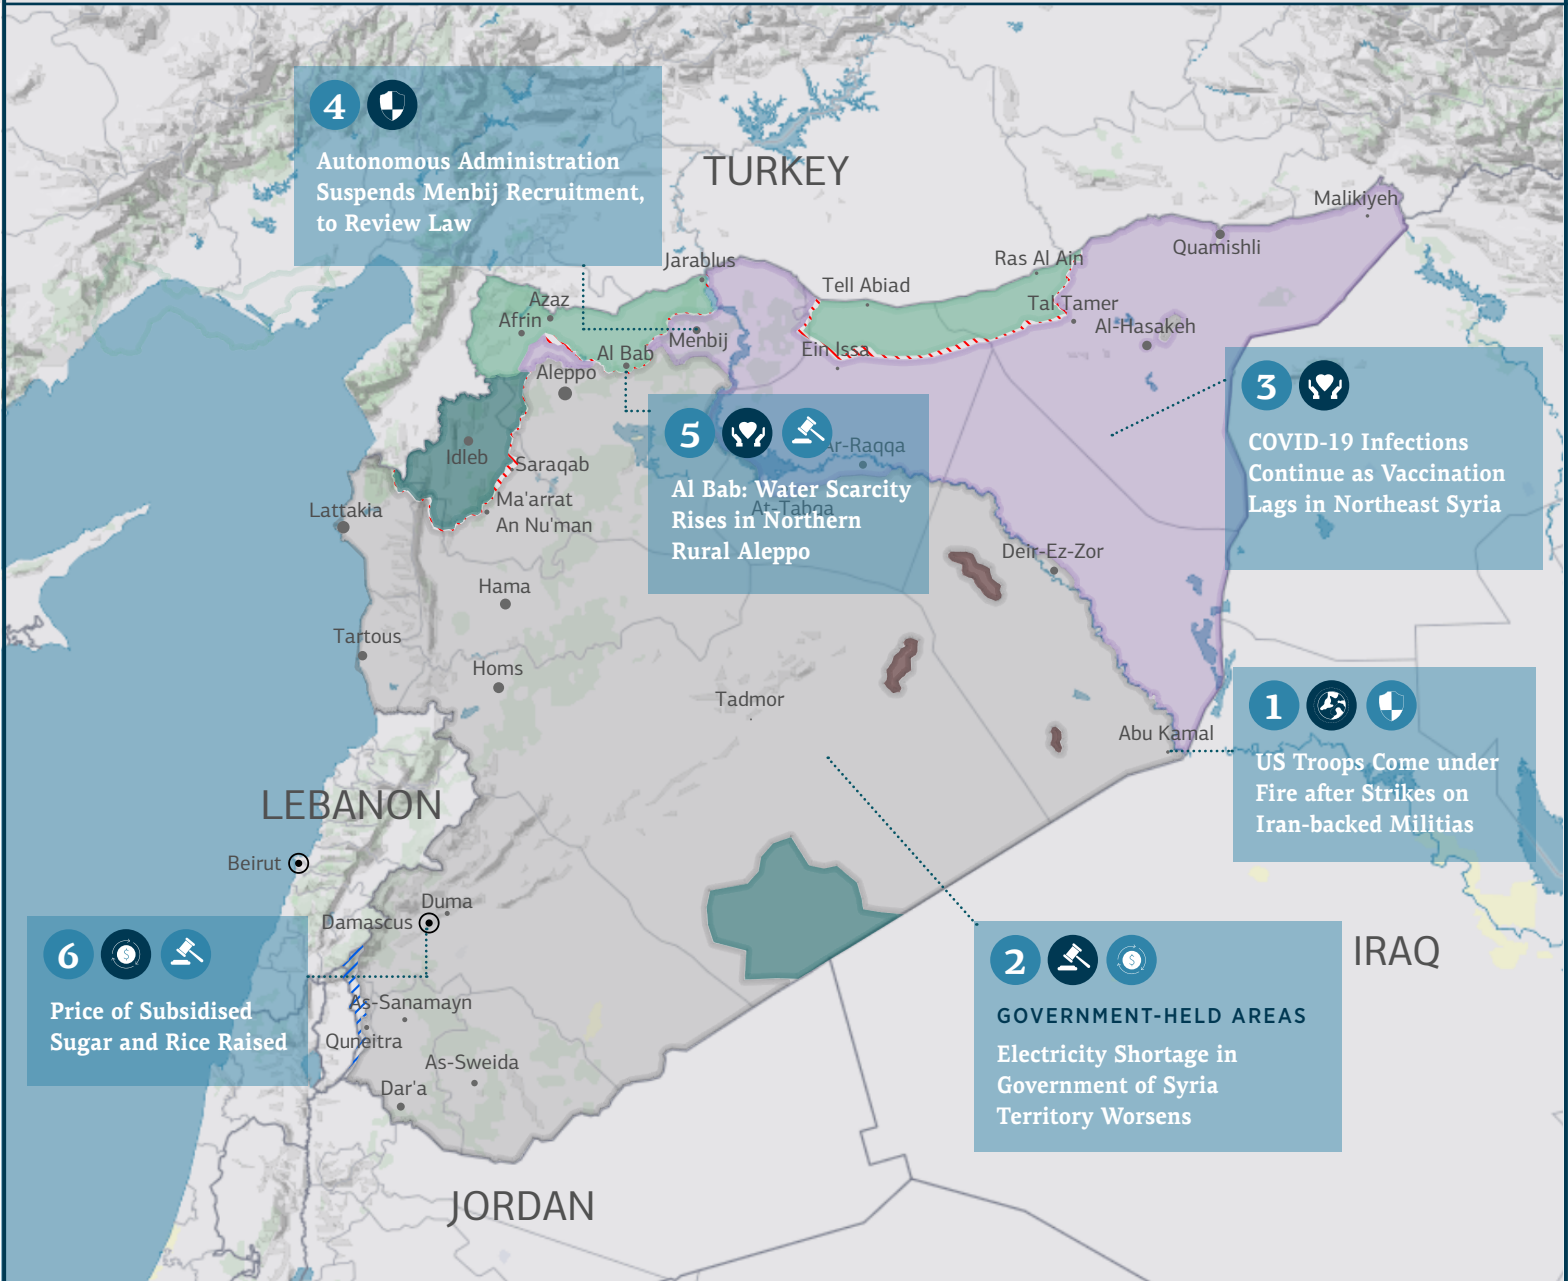 4
Autonomous Administration
Suspends Menbij Recruitment,
to Review Law
TURKEY
Malikiyeh
Quamishli
Jarablus
Ras Al Ain
Tell Abiad
Azaz
Afrin
Tal Tamer
Al-Hasakeh
Menbij
Al Bab
Ein Issa
Aleppo
3
COVID-19 Infections
Continue as Vaccination
Lags in Northeast Syria
5
Al Bab: Water Scarcity
Rises in Northern
Rural Aleppo
Ar-Raqqa
At-Tabqa
Idleb
Saraqab
Ma'arrat
An Nu'man
Lattakia
Deir-Ez-Zor
Hama
Tartous
Homs
Tadmor
Abu Kamal
1
US Troops Come under
Fire after Strikes on
Iran-backed Militias
LEBANON
Beirut
Duma
Damascus
6
$
Price of Subsidised
Sugar and Rice Raised
As-Sanamayn
Quneitra
As-Sweida
Dar'a
2
$
GOVERNMENT-HELD AREAS
Electricity Shortage in
Government of Syria
Territory Worsens
IRAQ
JORDAN